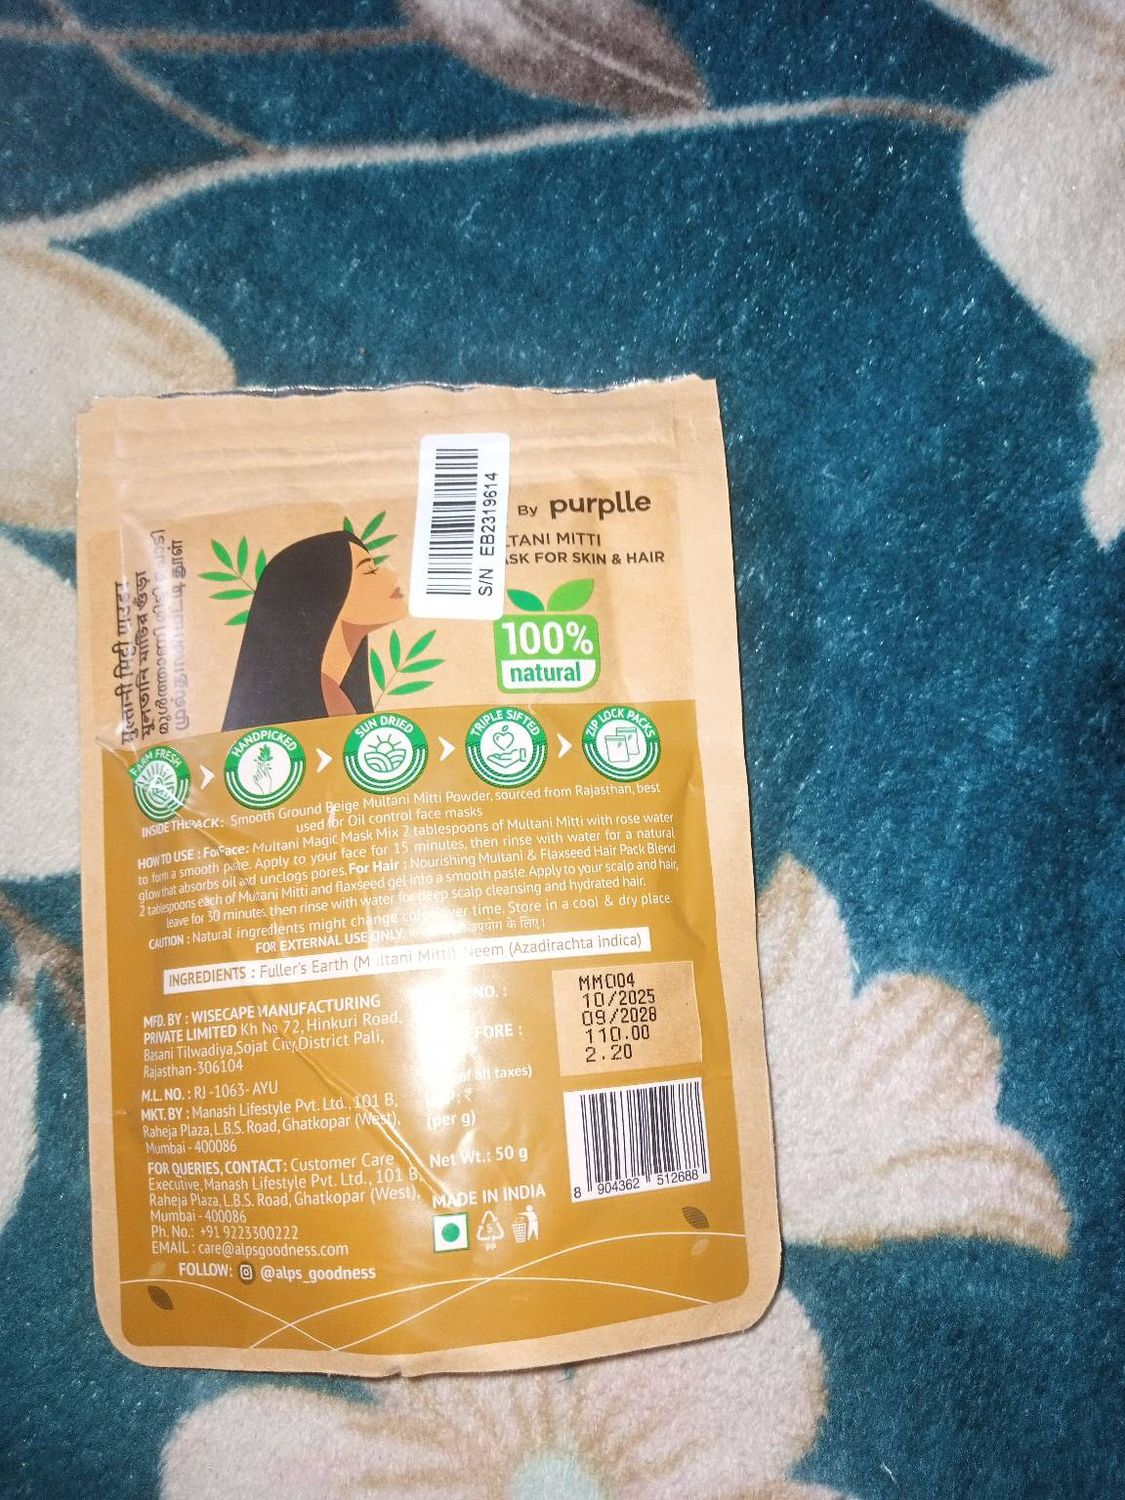 S/N EB2319614
By purplle
LTANI MITTI
ASK FOR SKIN & HAIR
मुल्तानी मिट्टी पाउडर
100%
natural
FARM FRESH
HANDPICKED
SUN DRIED
TRIPLE SIFTED
ZIP LOCK PACKS
INSIDE THE PACK: Smooth Ground Beige Multani Mitti Powder, sourced from Rajasthan, best
used for Oil control face masks
HOW TO USE : For Face: Multani Magic Mask Mix 2 tablespoons of Multani Mitti with rose water
to form a smooth paste. Apply to your face for 15 minutes, then rinse with water for a natural
glow that absorbs oil and unclogs pores. For Hair : Nourishing Multani & Flaxseed Hair Pack Blend
2 tablespoons each of Multani Mitti and flaxseed gel into a smooth paste. Apply to your scalp and hair,
leave for 30 minutes, then rinse with water for deep scalp cleansing and hydrated hair.
CAUTION : Natural ingredients might change color over time. Store in a cool & dry place.
FOR EXTERNAL USE ONLY. उपयोग के लिए।
INGREDIENTS : Fuller's Earth (Multani Mitti), Neem (Azadirachta indica)
MFD. BY : WISECAPE MANUFACTURING
PRIVATE LIMITED Kh No 72, Hinkuri Road,
Basani Tilwadiya, Sojat City, District Pali,
Rajasthan-306104
M.L. NO. : RJ -1063- AYU
MKT. BY : Manash Lifestyle Pvt. Ltd., 101 B,
Raheja Plaza, L.B.S. Road, Ghatkopar (West),
Mumbai - 400086
FOR QUERIES, CONTACT: Customer Care
Executive, Manash Lifestyle Pvt. Ltd., 101 B,
Raheja Plaza, L.B.S. Road, Ghatkopar (West),
Mumbai - 400086
Ph. No.: +91 9223300222
EMAIL : care@alpsgoodness.com
FOLLOW: @alps_goodness
NO. :
FORE :
of all taxes)
P: ₹
(per g)
Net Wt.: 50 g
MADE IN INDIA
5
PP
MM004
10/2025
09/2028
110.00
2.20
8 904362 512688